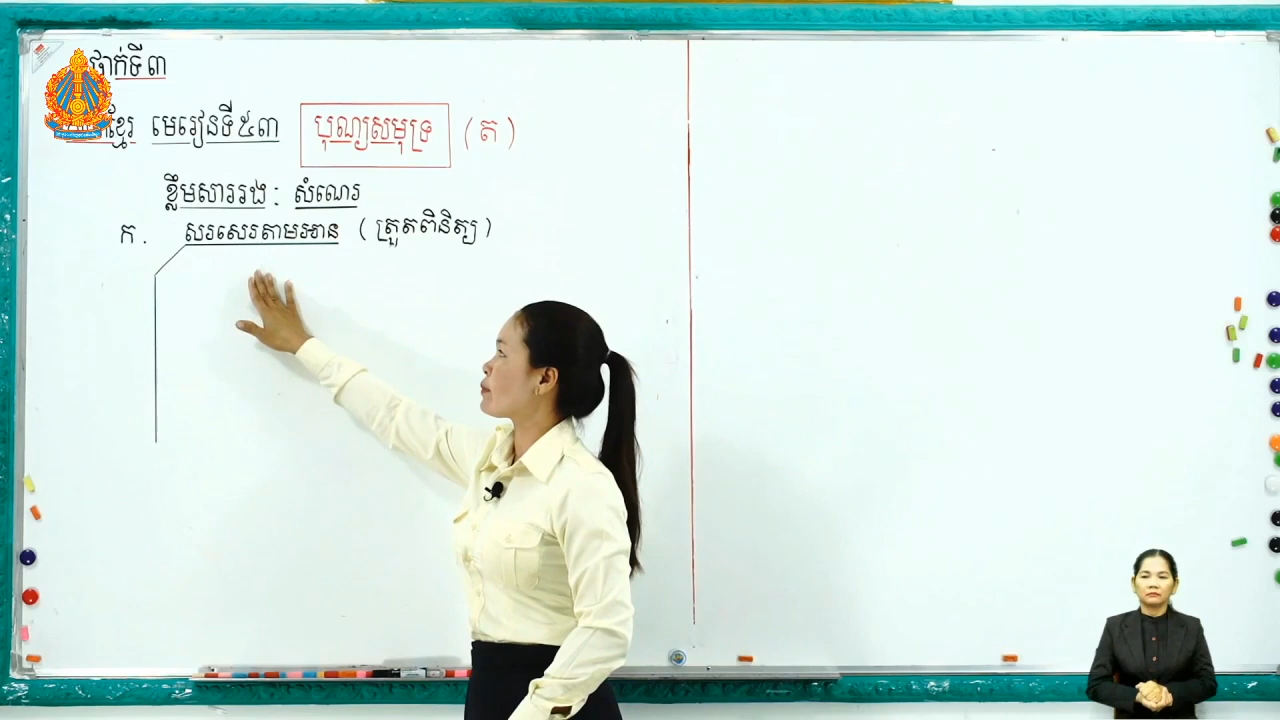 ថ្នាក់ទី៣
ខ្មែរ មេរៀនទី៥៣ បុណ្យសមុទ្រ (ត)
ខ្លឹមសាររង : សំណេរ
ក. សរសេរតាមអាន (ត្រួតពិនិត្យ)